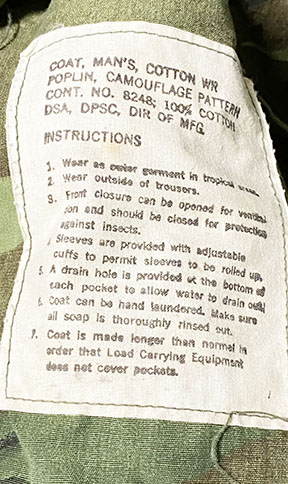 COAT, MAN'S, COTTON WR
POPLIN, CAMOUFLAGE PATTERN
CONT. NO. 8248; 100% COTTON
DSA, DPSC, DIR OF MFG.
INSTRUCTIONS
1. Wear as outer garment in tropical
2. Wear outside of trousers.
3. Front closure can be opened for
and should be closed for protection
against insects.
Sleeves are provided with adjustable
cuffs to permit sleeves to be rolled up.
5. A drain hole is provided at the bottom of
each pocket to allow water to drain
6. Coat can be hand laundered. Make sure
all soap is thoroughly rinsed out.
7. Coat is made longer than normal in
order that Load Carrying Equipment
does not cover pockets.